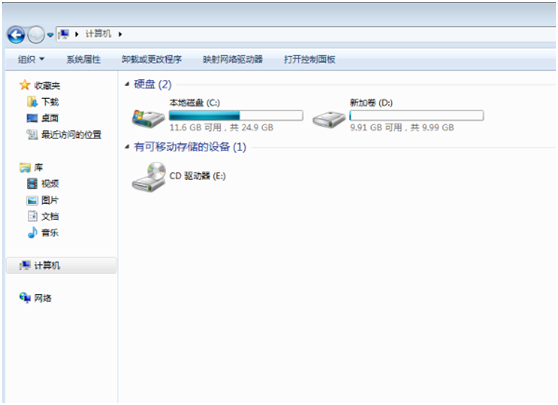 计算机
组织 系统属性 卸载或更改程序 映射网络驱动器 打开控制面板
收藏夹
下载
桌面
最近访问的位置
库
视频
图片
文档
音乐
计算机
网络
硬盘 (2)
本地磁盘 (C:)
11.6 GB 可用，共 24.9 GB
新加卷 (D:)
9.91 GB 可用，共 9.99 GB
有可移动存储的设备 (1)
CD 驱动器 (E:)